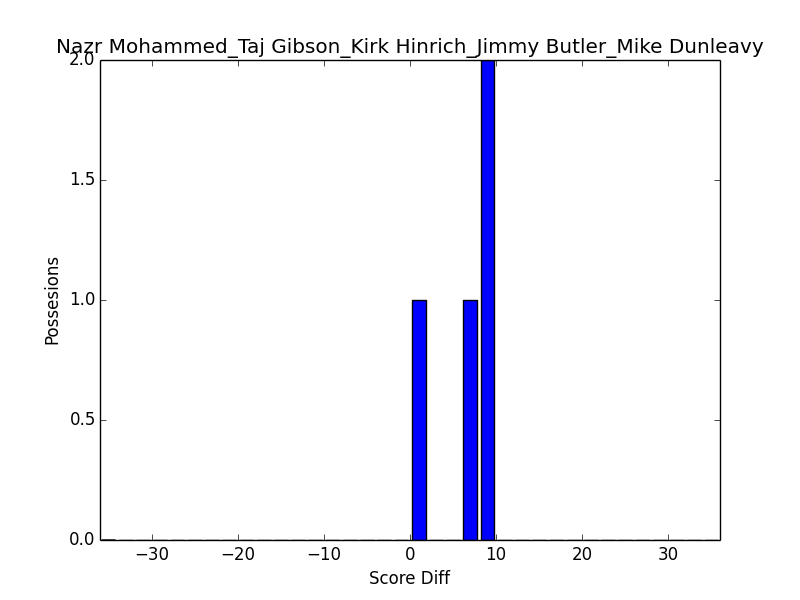 Nazr Mohammed_Taj Gibson_Kirk Hinrich_Jimmy Butler_Mike Dunleavy
2.0
1.5
1.0
0.5
0.0
Possesions
−30 −20 −10 0 10 20 30
Score Diff